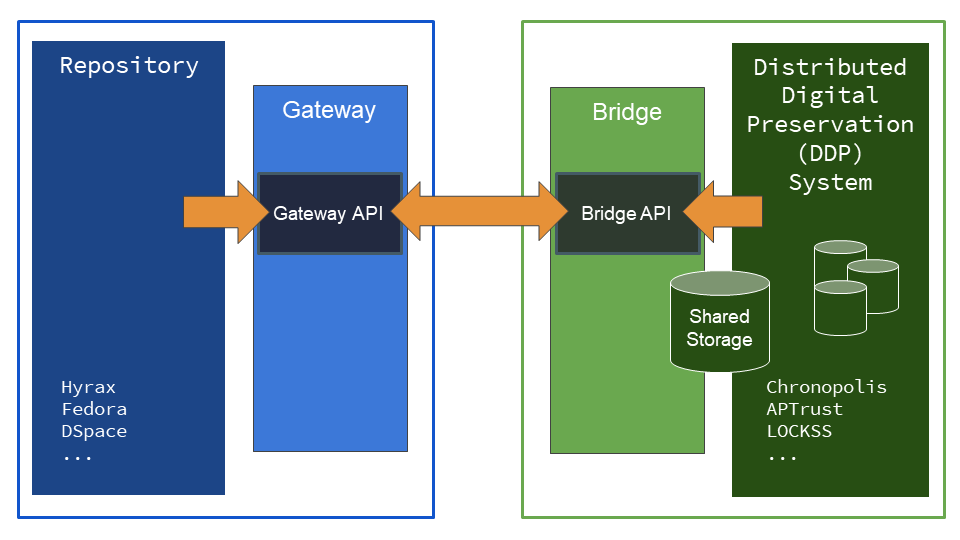 Repository
Gateway
Gateway API
Hyrax
Fedora
DSpace
...
Bridge
Bridge API
Shared
Storage
Distributed
Digital
Preservation
(DDP)
System
Chronopolis
APTrust
LOCKSS
...